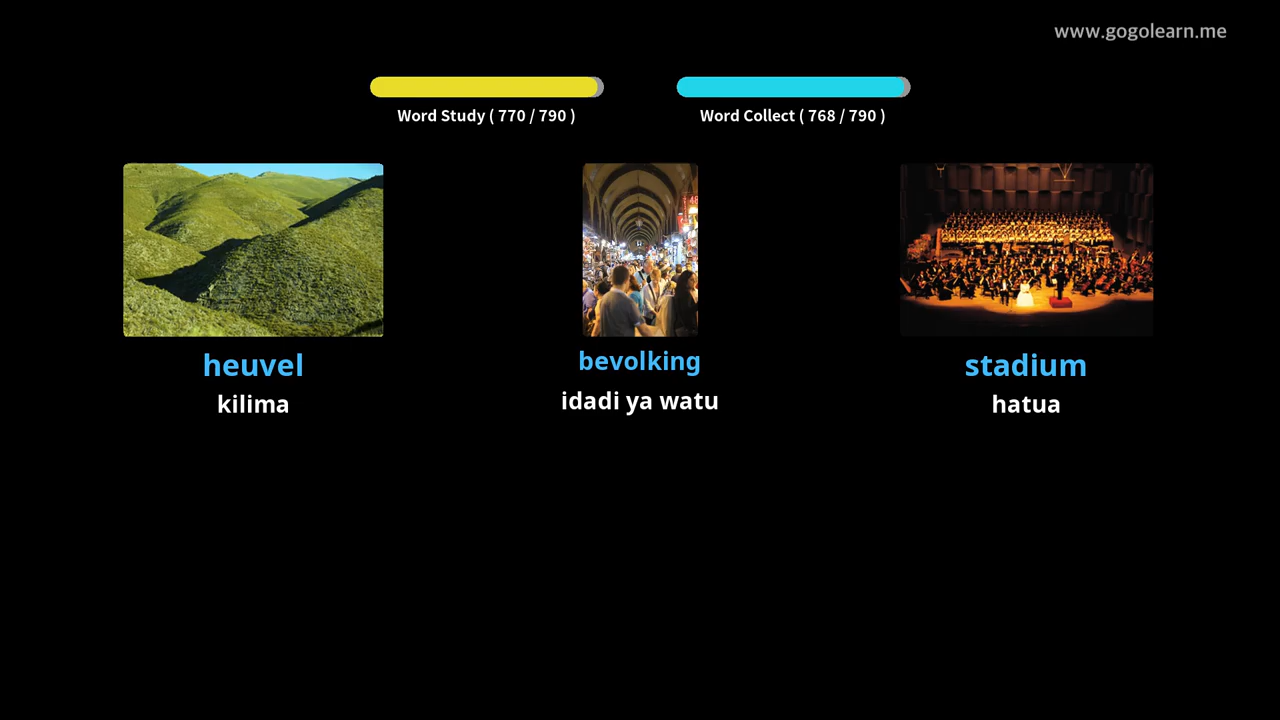 www.gogolearn.me
Word Study ( 770 / 790 )
Word Collect ( 768 / 790 )
heuvel
kilima
bevolking
idadi ya watu
stadium
hatua